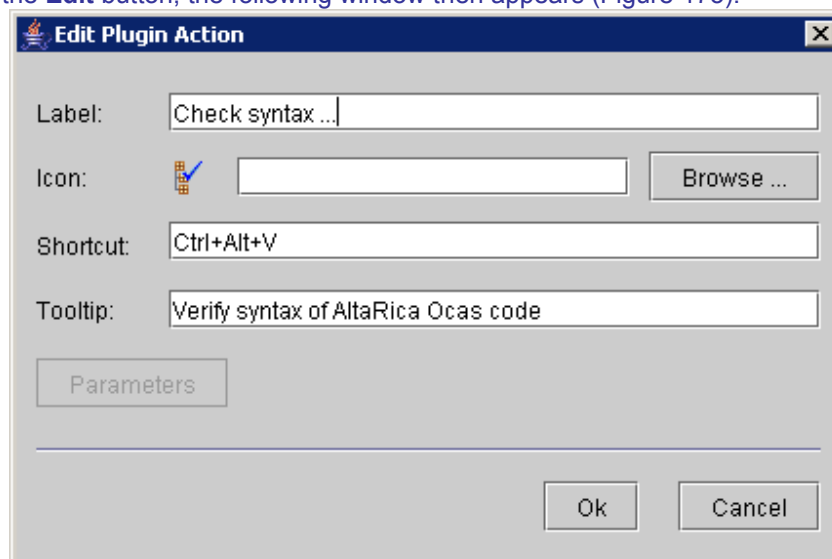 the Edit button, the following window then appears (Figure 175).
Edit Plugin Action
Label: Check syntax ...
Icon: Browse ...
Shortcut: Ctrl+Alt+V
Tooltip: Verify syntax of AltaRica Ocas code
Parameters
Ok Cancel